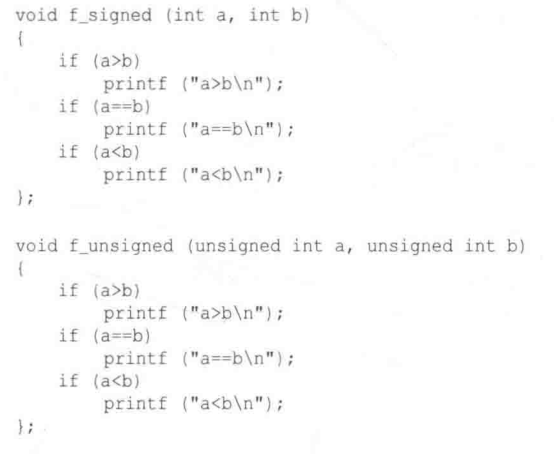 void f_signed (int a, int b)
{
    if (a>b)
        printf ("a>b\n");
    if (a==b)
        printf ("a==b\n");
    if (a<b)
        printf ("a<b\n");
};

void f_unsigned (unsigned int a, unsigned int b)
{
    if (a>b)
        printf ("a>b\n");
    if (a==b)
        printf ("a==b\n");
    if (a<b)
        printf ("a<b\n");
};